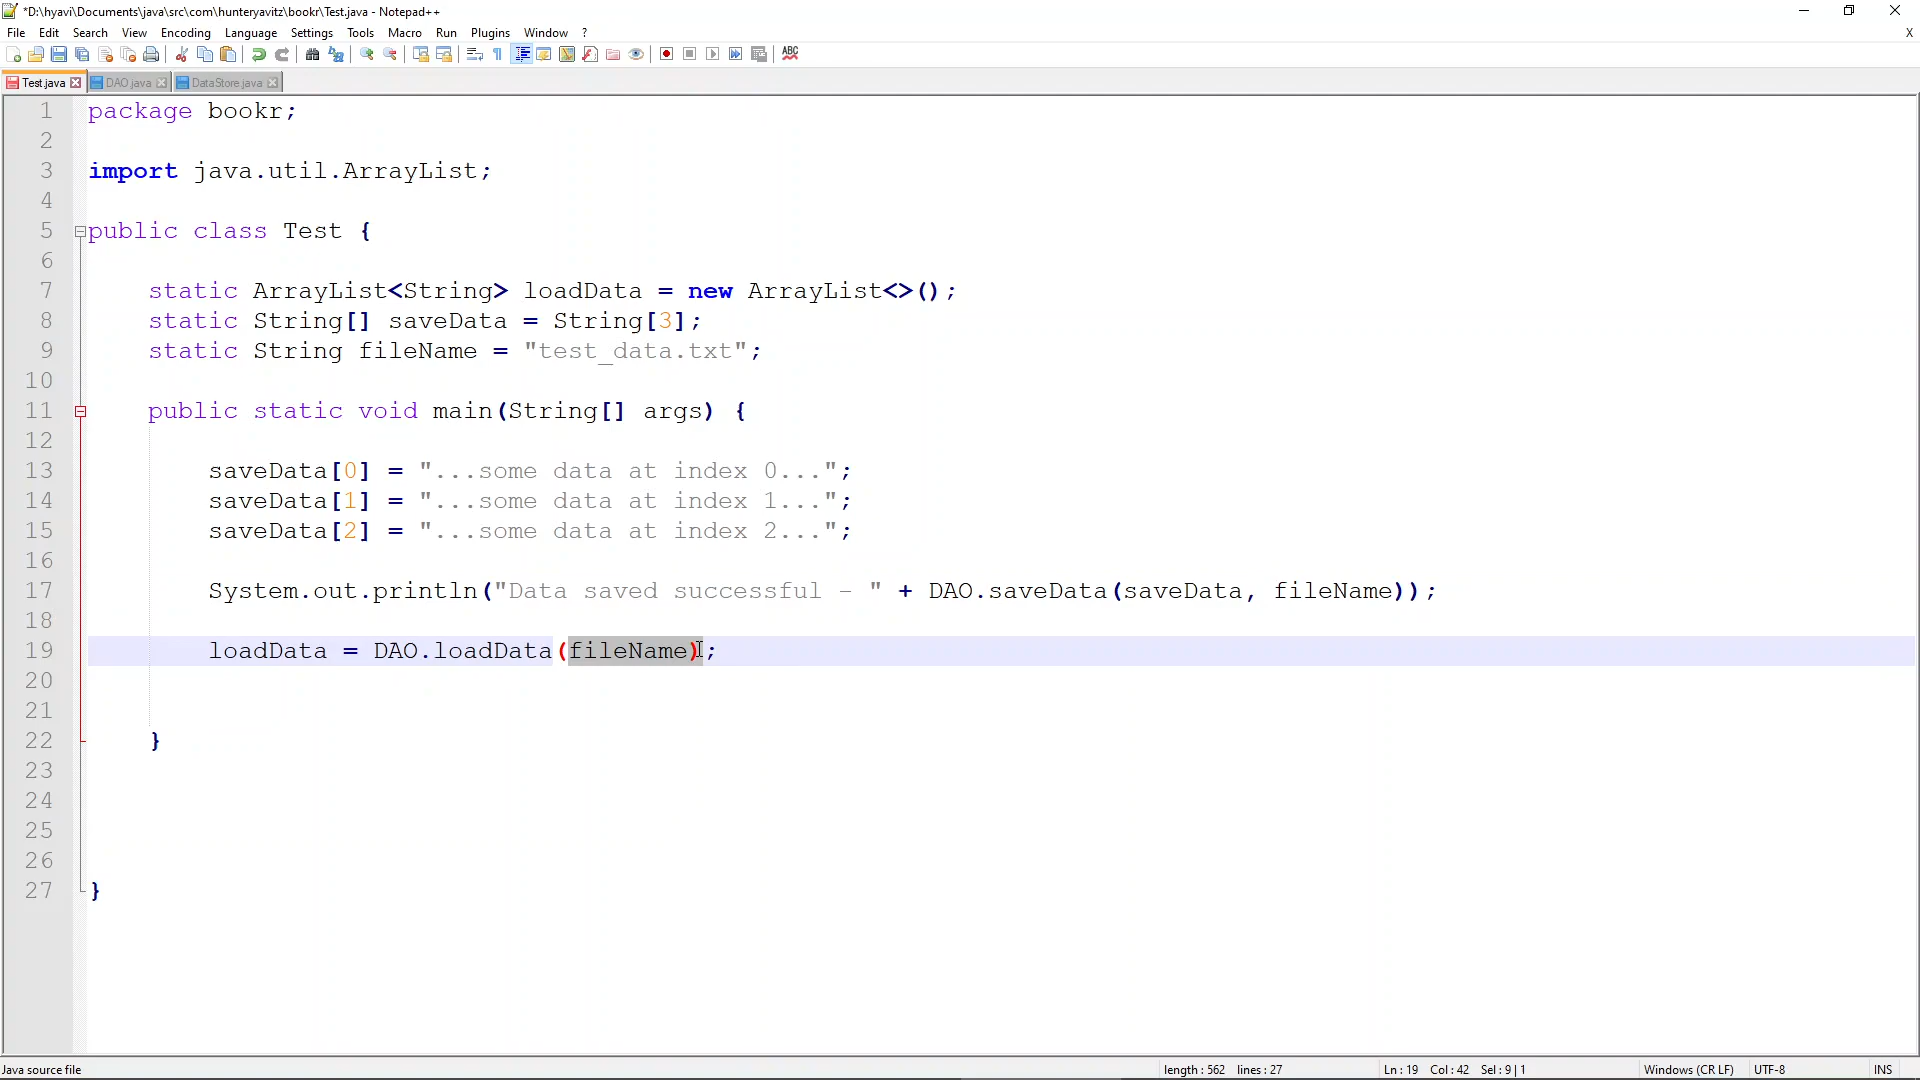 *D:\hyavi\Documents\java\src\com\hunteryavitz\bookr\Test.java - Notepad++
File Edit Search View Encoding Language Settings Tools Macro Run Plugins Window ? X
Test.java DAO.java DataStore.java
1 package bookr;
2
3 import java.util.ArrayList;
4
5 public class Test {
6
7 static ArrayList<String> loadData = new ArrayList<>();
8 static String[] saveData = String[3];
9 static String fileName = "test_data.txt";
10
11 public static void main(String[] args) {
12
13 saveData[0] = "...some data at index 0...";
14 saveData[1] = "...some data at index 1...";
15 saveData[2] = "...some data at index 2...";
16
17 System.out.println("Data saved successful - " + DAO.saveData(saveData, fileName));
18
19 loadData = DAO.loadData(fileName);
20
21
22 }
23
24
25
26
27 }
Java source file length : 562 lines : 27 Ln : 19 Col : 42 Sel : 9 | 1 Windows (CR LF) UTF-8 INS